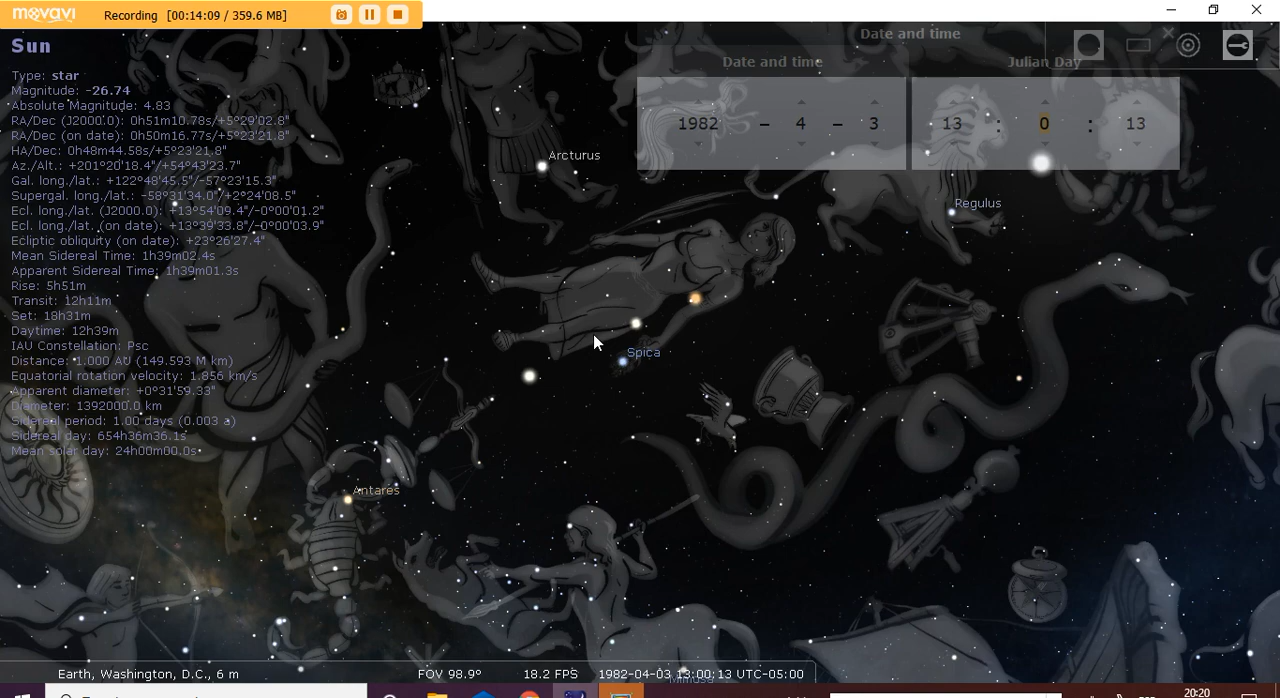 movavi Recording [00:14:09 / 359.6 MB]
Sun
Type: star
Magnitude: -26.74
Absolute Magnitude: 4.83
RA/Dec (J2000.0): 0h51m10.78s/+5°29'02.8"
RA/Dec (on date): 0h50m16.77s/+5°23'21.8"
HA/Dec: 0h48m44.58s/+5°23'21.8"
Az./Alt.: +201°20'18.4"/+54°43'23.7"
Gal. long./lat.: +122°48'45.5"/-57°23'15.3"
Supergal. long./lat.: -58°31'34.0"/+2°24'08.5"
Ecl. long./lat. (J2000.0): +13°54'09.4"/-0°00'01.2"
Ecl. long./lat. (on date): +13°39'33.8"/-0°00'03.9"
Ecliptic obliquity (on date): +23°26'27.4"
Mean Sidereal Time: 1h39m02.4s
Apparent Sidereal Time: 1h39m01.3s
Rise: 5h51m
Transit: 12h11m
Set: 18h31m
Daytime: 12h39m
IAU Constellation: Psc
Distance: 1.000 AU (149.593 M km)
Equatorial rotation velocity: 1.856 km/s
Apparent diameter: +0°31'59.33"
Diameter: 1392000.0 km
Sidereal period: 1.00 days (0.003 a)
Sidereal day: 654h36m36.1s
Mean solar day: 24h00m00.0s
Date and time
Date and time Julian Day
1982 - 4 - 3 13 : 0 : 13
Arcturus
Regulus
Spica
Antares
Earth, Washington, D.C., 6 m FOV 98.9° 18.2 FPS 1982-04-03 13:00:13 UTC-05:00
Mimosa
20:20